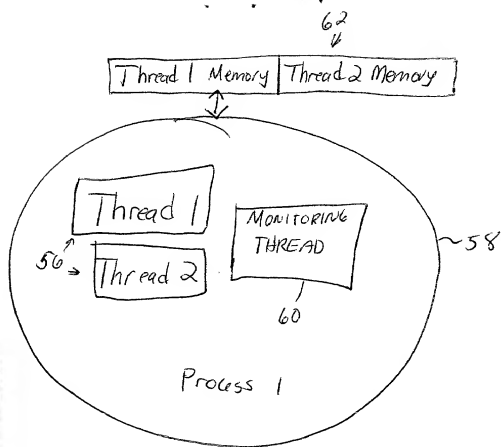 62
Thread 1 Memory Thread 2 Memory
Thread 1
MONITORING
THREAD
56
Thread 2
58
60
Process 1